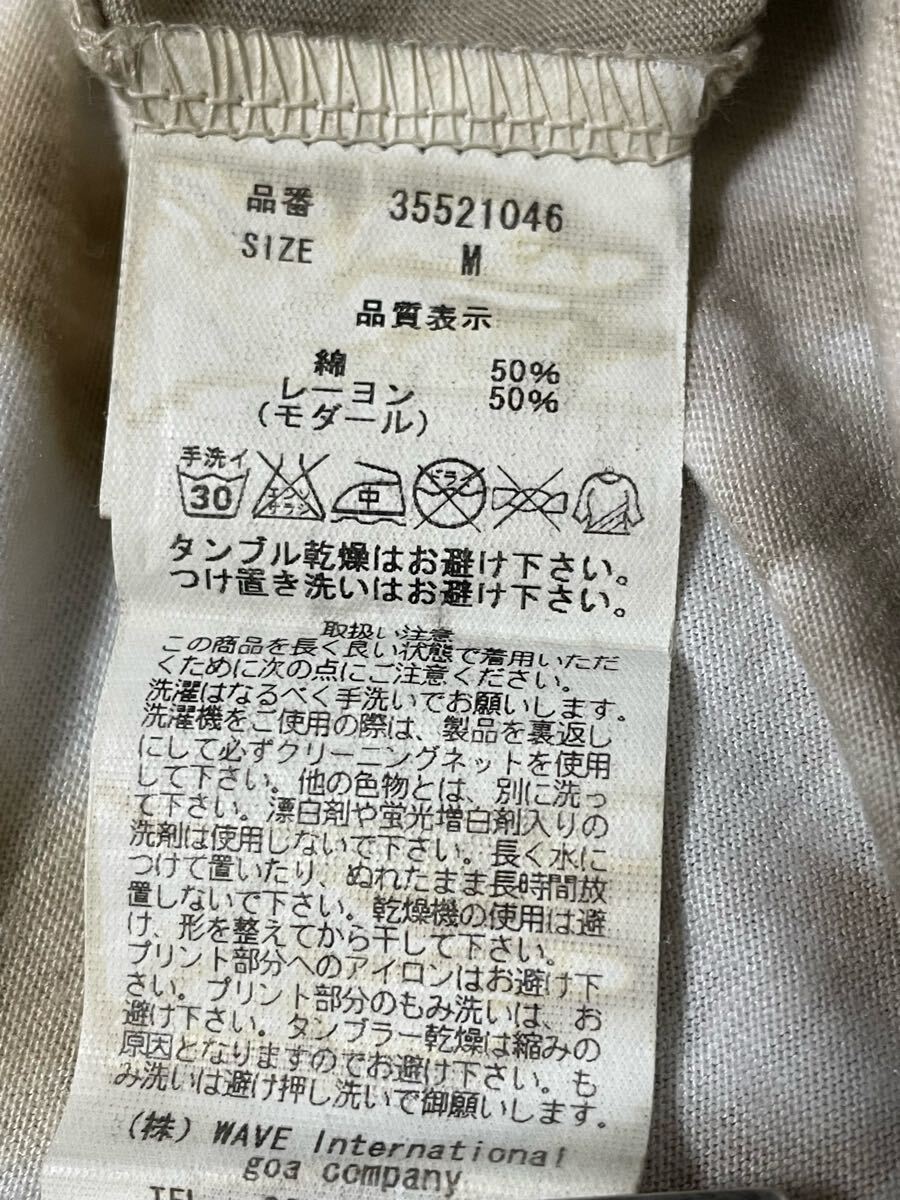 品番 35521046
SIZE M
品質表示
綿 50%
レーヨン 50%
(モダール)
手洗イ
30
エンソ
サラシ
中
ドライ
タンブル乾燥はお避け下さい。
つけ置き洗いはお避け下さい。
取扱い注意
この商品を長く良い状態で着用いただ
くために次の点にご注意ください。
洗濯はなるべく手洗いでお願いします。
洗濯機をご使用の際は、製品を裏返し
にして必ずクリーニングネットを使用
して下さい。他の色物とは、別に洗っ
て下さい。漂白剤や蛍光増白剤入りの
洗剤は使用しないで下さい。長く水に
つけて置いたり、ぬれたまま長時間放
置しないで下さい。乾燥機の使用は避
け、形を整えてから干して下さい。
プリント部分へのアイロンはお避け下
さい。プリント部分のもみ洗いは、お
避け下さい。タンブラー乾燥は縮みの
原因となりますのでお避け下さい。も
み洗いは避け押し洗いで御願いします。
(株) WAVE International
goa company
TEL